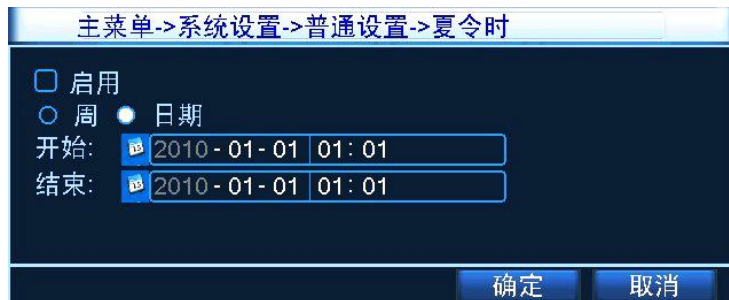 主菜单->系统设置->普通设置->夏令时
启用
周 日期
开始: 2010-01-01 01:01
结束: 2010-01-01 01:01
确定 取消